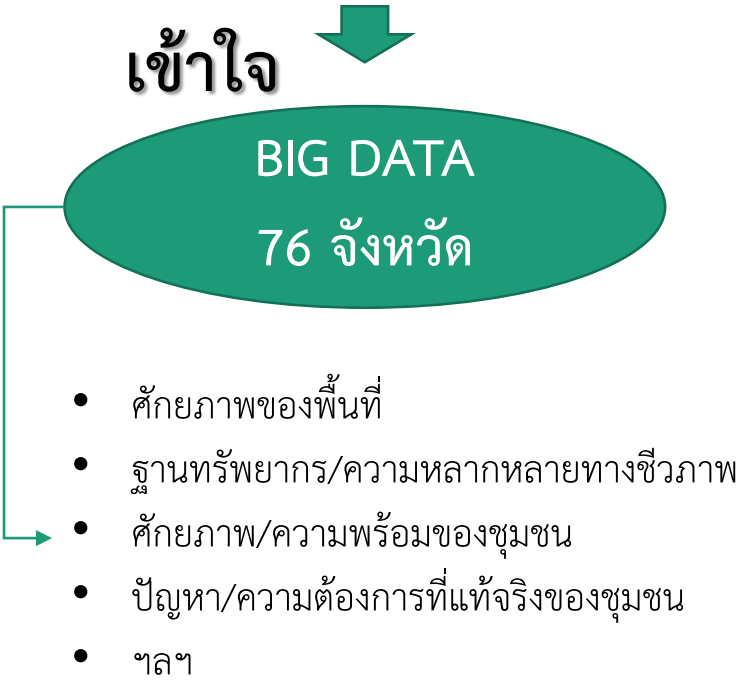 เข้าใจ
BIG DATA
76 จังหวัด
• ศักยภาพของพื้นที่
• ฐานทรัพยากร/ความหลากหลายทางชีวภาพ
• ศักยภาพ/ความพร้อมของชุมชน
• ปัญหา/ความต้องการที่แท้จริงของชุมชน
• ฯลฯ